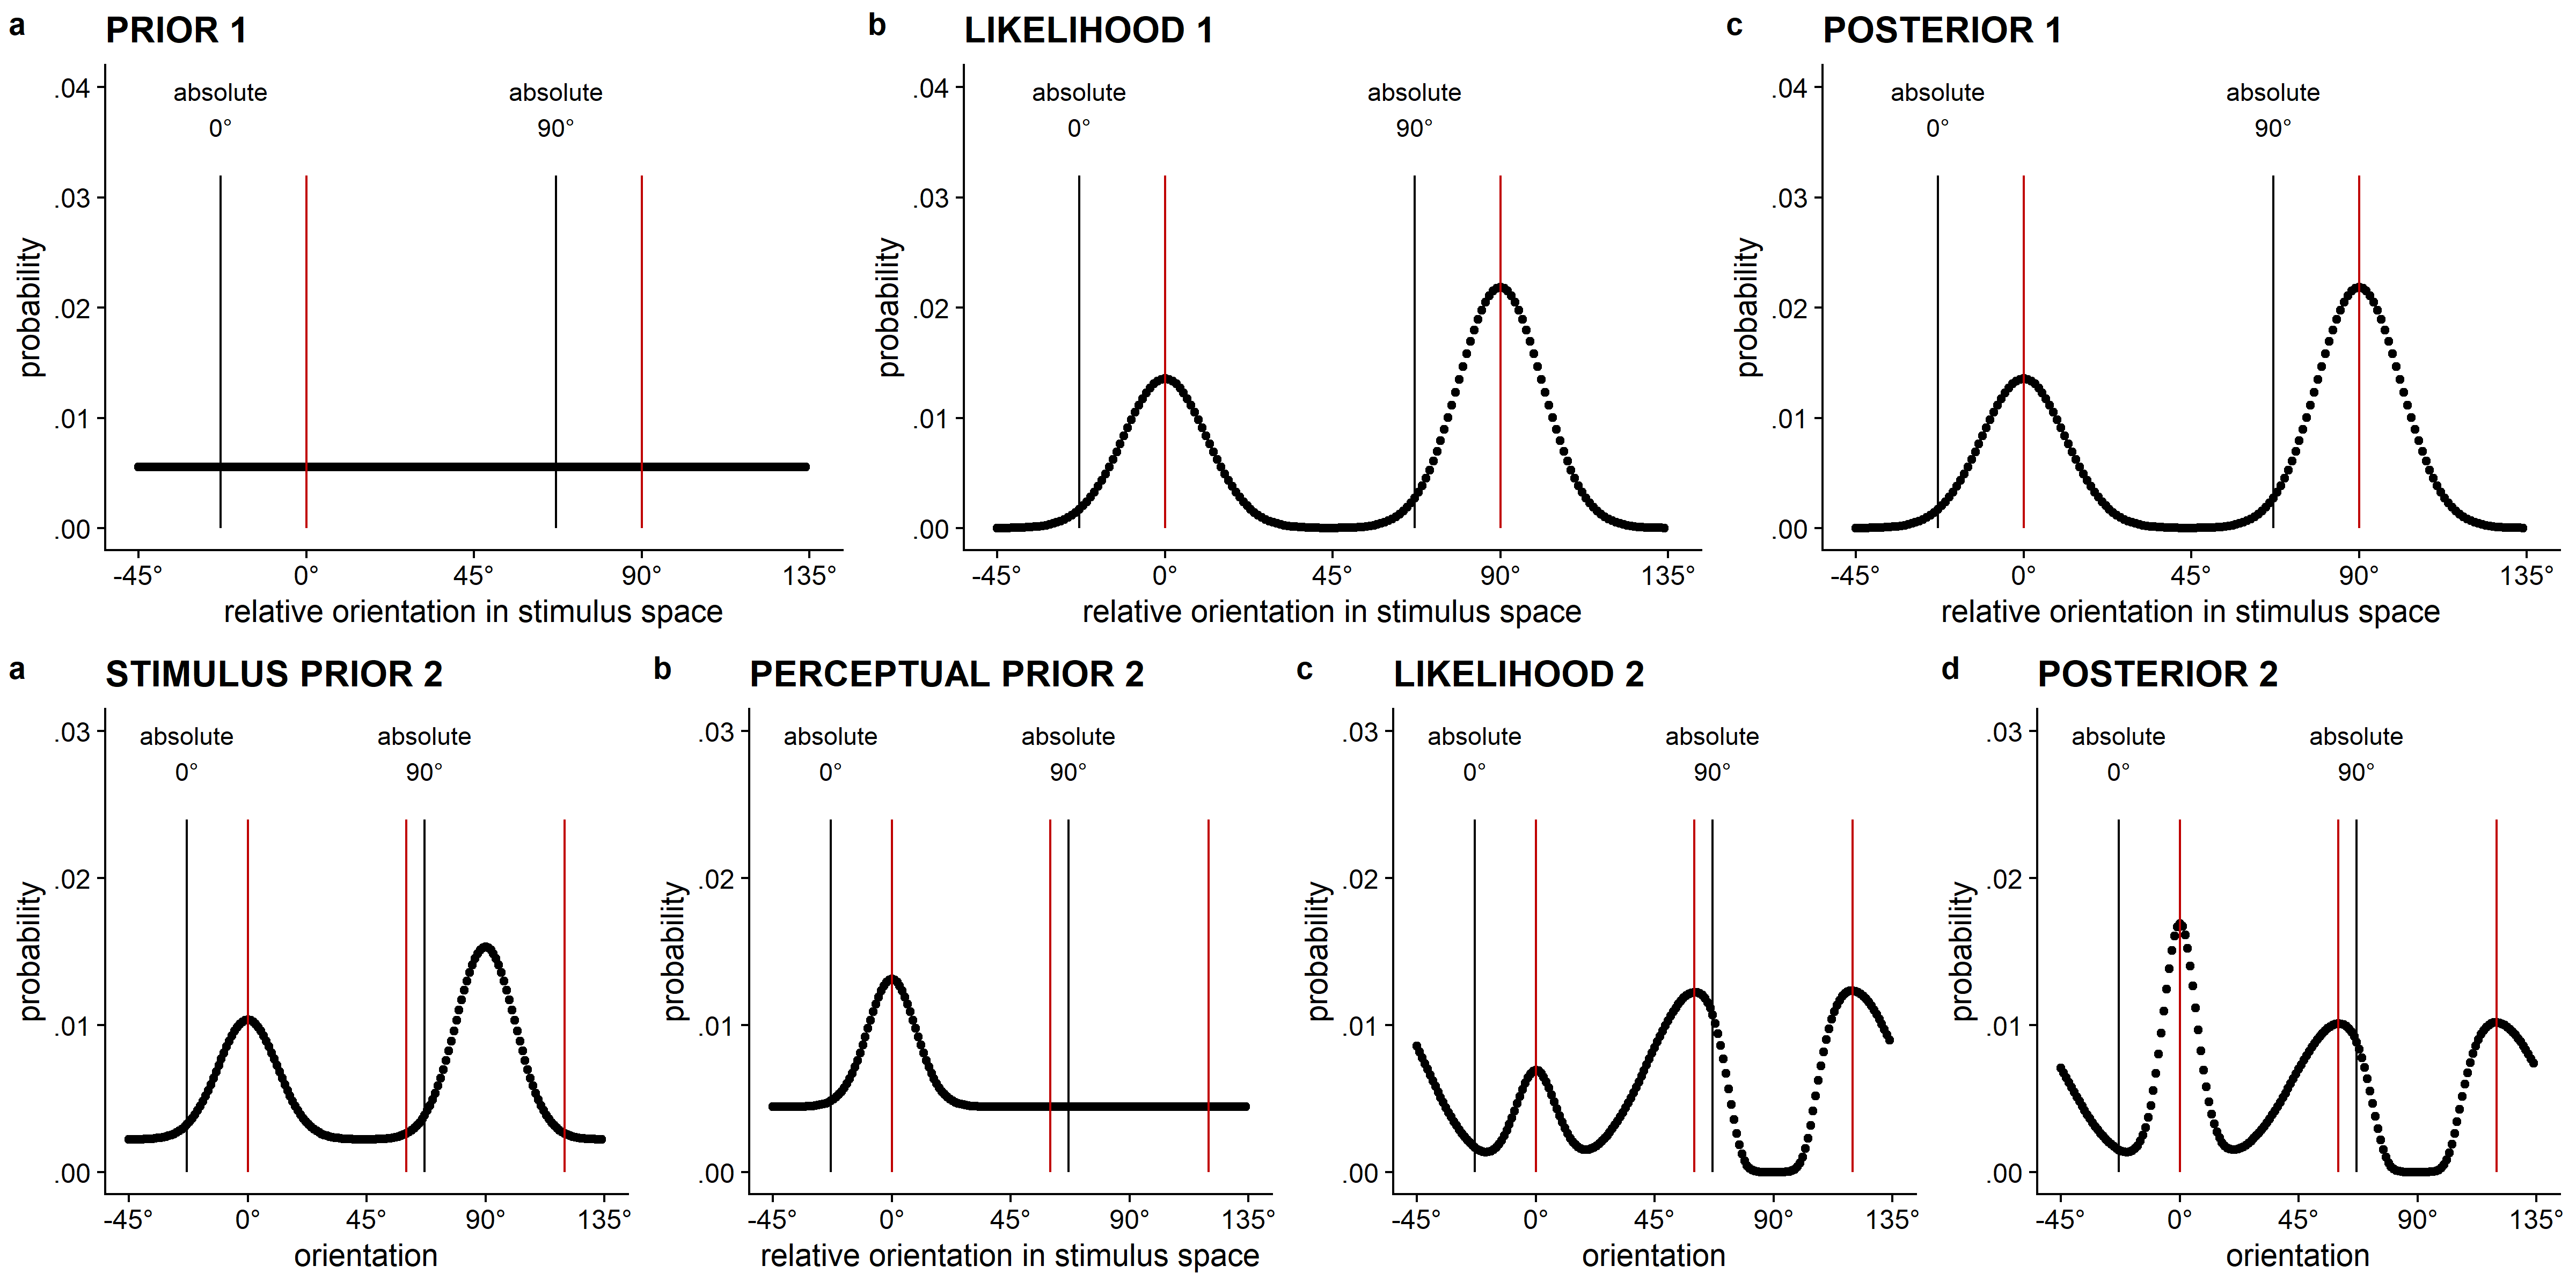 a PRIOR 1
absolute 0°
absolute 90°
.04
.03
.02
.01
.00
probability
-45° 0° 45° 90° 135°
relative orientation in stimulus space
b LIKELIHOOD 1
absolute 0°
absolute 90°
.04
.03
.02
.01
.00
probability
-45° 0° 45° 90° 135°
relative orientation in stimulus space
c POSTERIOR 1
absolute 0°
absolute 90°
.04
.03
.02
.01
.00
probability
-45° 0° 45° 90° 135°
relative orientation in stimulus space
a STIMULUS PRIOR 2
absolute 0°
absolute 90°
.03
.02
.01
.00
probability
-45° 0° 45° 90° 135°
orientation
b PERCEPTUAL PRIOR 2
absolute 0°
absolute 90°
.03
.02
.01
.00
probability
-45° 0° 45° 90° 135°
relative orientation in stimulus space
c LIKELIHOOD 2
absolute 0°
absolute 90°
.03
.02
.01
.00
probability
-45° 0° 45° 90° 135°
orientation
d POSTERIOR 2
absolute 0°
absolute 90°
.03
.02
.01
.00
probability
-45° 0° 45° 90° 135°
orientation